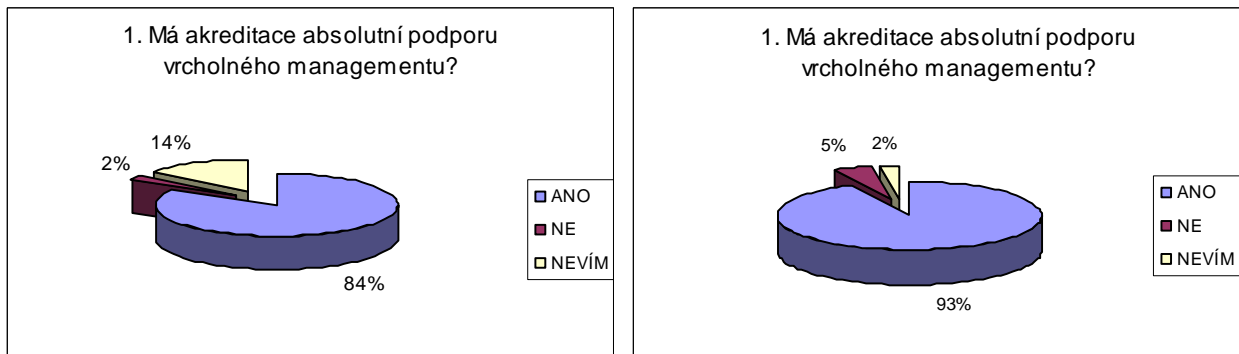 1. Má akreditace absolutní podporu
vrcholného managementu?
14%
2%
84%
ANO
NE
NEVÍM
1. Má akreditace absolutní podporu
vrcholného managementu?
5%
2%
93%
ANO
NE
NEVÍM